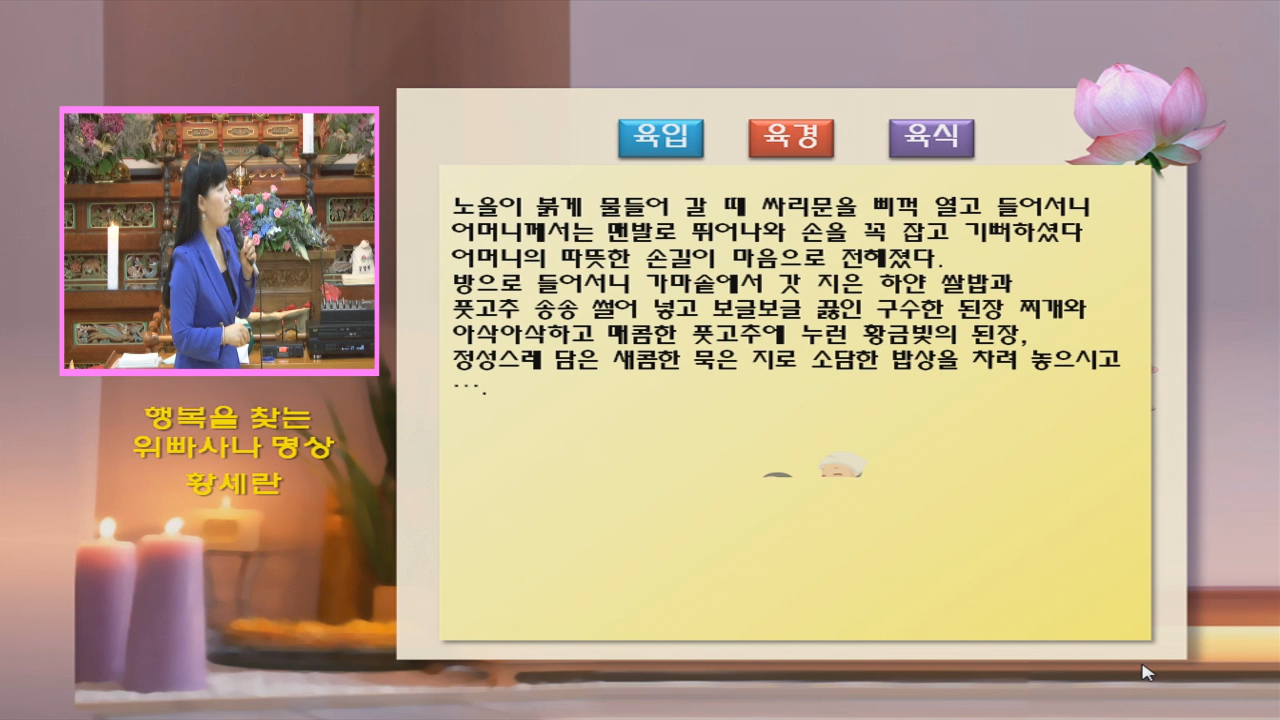 육입 육경 육식
노을이 붉게 물들어 갈 때 싸리문을 삐꺽 열고 들어서니
어머니께서는 맨발로 뛰어나와 손을 꼭 잡고 기뻐하셨다
어머니의 따뜻한 손길이 마음으로 전해졌다.
방으로 들어서니 가마솥에서 갓 지은 하얀 쌀밥과
풋고추 송송 썰어 넣고 보글보글 끓인 구수한 된장 찌개와
아삭아삭하고 매콤한 풋고추에 누런 황금빛의 된장,
정성스레 담은 새콤한 묵은 지로 소담한 밥상을 차려 놓으시고
….
행복을 찾는
위빠사나 명상
황세란